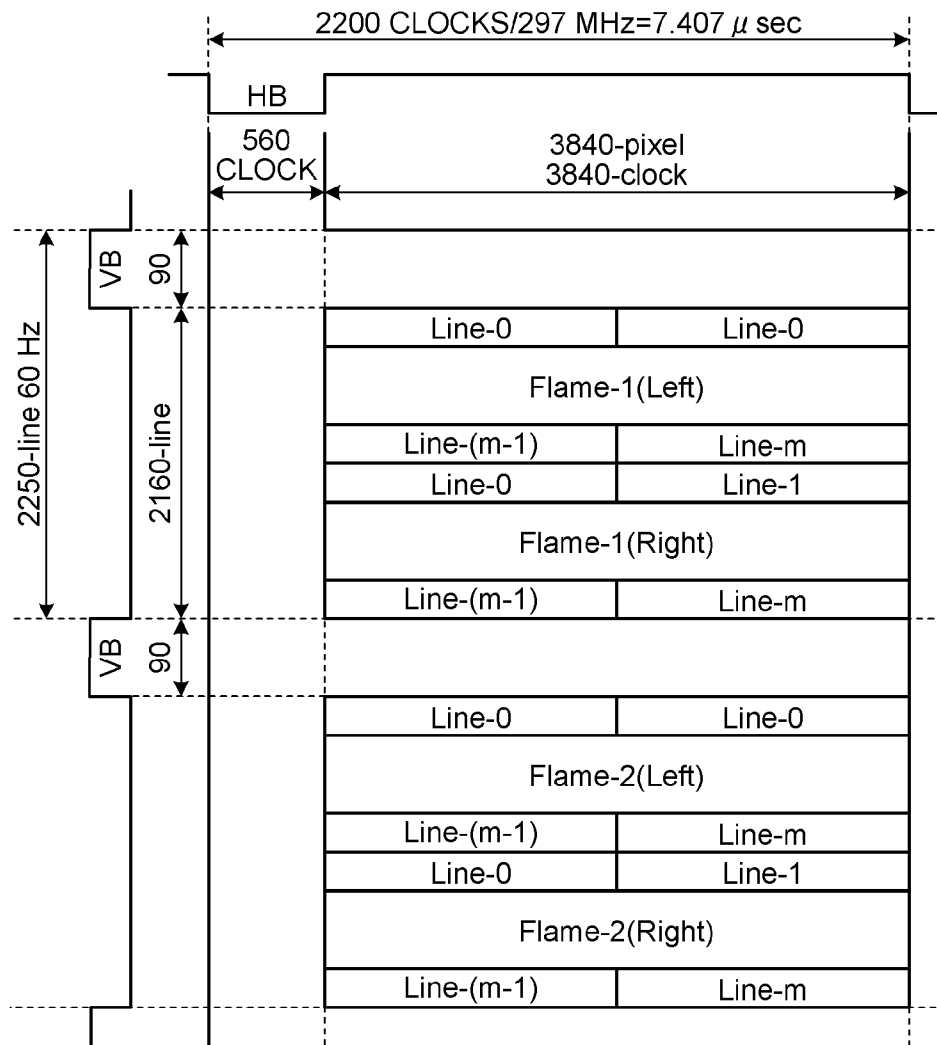 2200 CLOCKS/297 MHz=7.407 μ sec
HB
560
CLOCK
3840-pixel
3840-clock
2250-line 60 Hz
VB
90
2160-line
Line-0 Line-0
Flame-1(Left)
Line-(m-1) Line-m
Line-0 Line-1
Flame-1(Right)
Line-(m-1) Line-m
VB
90
Line-0 Line-0
Flame-2(Left)
Line-(m-1) Line-m
Line-0 Line-1
Flame-2(Right)
Line-(m-1) Line-m